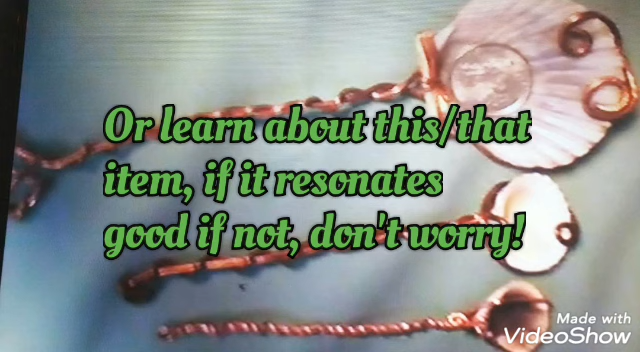 Or learn about this/that
item, if it resonates
good if not, don't worry!
Made with
VideoShow